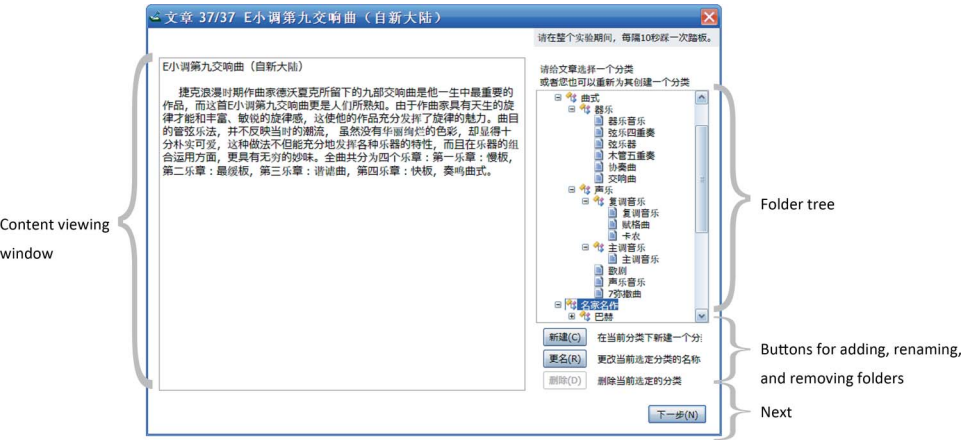 文章 37/37 E小调第九交响曲（自新大陆）
请在整个实验期间，每隔10秒踩一次踏板。
E小调第九交响曲（自新大陆）
捷克浪漫时期作曲家德沃夏克所留下的九部交响曲是他一生中最重要的
作品，而这首E小调第九交响曲更是人们所熟知。由于作曲家具有天生的旋
律才能和丰富、敏锐的旋律感，这使他的作品充分发挥了旋律的魅力。曲目
的管弦乐法，并不反映当时的潮流， 虽然没有华丽绚烂的色彩，却显得十
分朴实可爱，这种做法不但能充分地发挥各种乐器的特性，而且在乐器的组
合运用方面，更具有无穷的妙味。全曲共分为四个乐章：第一乐章：慢板，
第二乐章：最缓板，第三乐章：谐谑曲，第四乐章：快板，奏鸣曲式。
请给文章选择一个分类
或者您也可以重新为其创建一个分类
曲式
器乐
器乐音乐
弦乐四重奏
弦乐器
木管五重奏
协奏曲
交响曲
声乐
复调音乐
复调音乐
赋格曲
卡农
主调音乐
主调音乐
歌剧
声乐音乐
7弥撒曲
名家名作
巴赫
新建(C) 在当前分类下新建一个分
更名(R) 更改当前选定分类的名称
删除(D) 删除当前选定的分类
下一步(N)
Content viewing
window
Folder tree
Buttons for adding, renaming,
and removing folders
Next